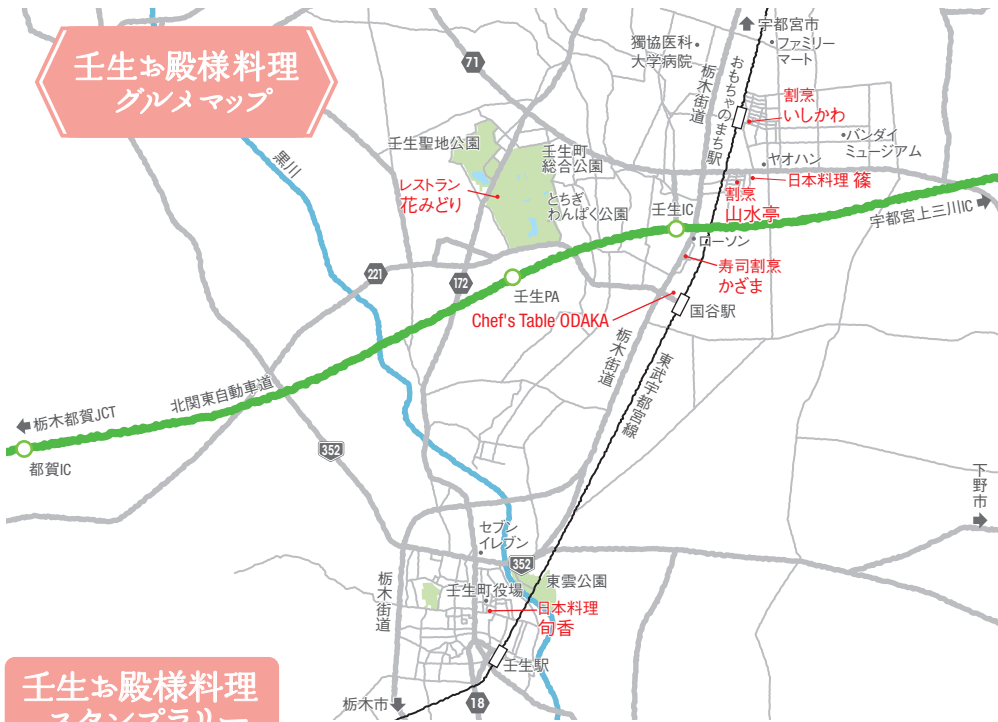 壬生お殿様料理
グルメマップ
宇都宮市
獨協医科
大学病院
ファミリー
マート
71
栃木街道
おもちゃのまち駅
割烹
いしかわ
バンダイ
ミュージアム
壬生聖地公園
壬生町
総合公園
ヤオハン
黒川
レストラン
花みどり
とちぎ
わんぱく公園
日本料理 篠
割烹
山水亭
壬生IC
宇都宮上三川IC
ローソン
221
172
寿司割烹
かざま
壬生PA
国谷駅
Chef's Table ODAKA
栃木街道
東武宇都宮線
北関東自動車道
栃木都賀JCT
都賀IC
352
下野市
セブン
イレブン
352
栃木街道
壬生町役場
東雲公園
日本料理
旬香
壬生駅
栃木市
18
壬生お殿様料理
スタンプラリー